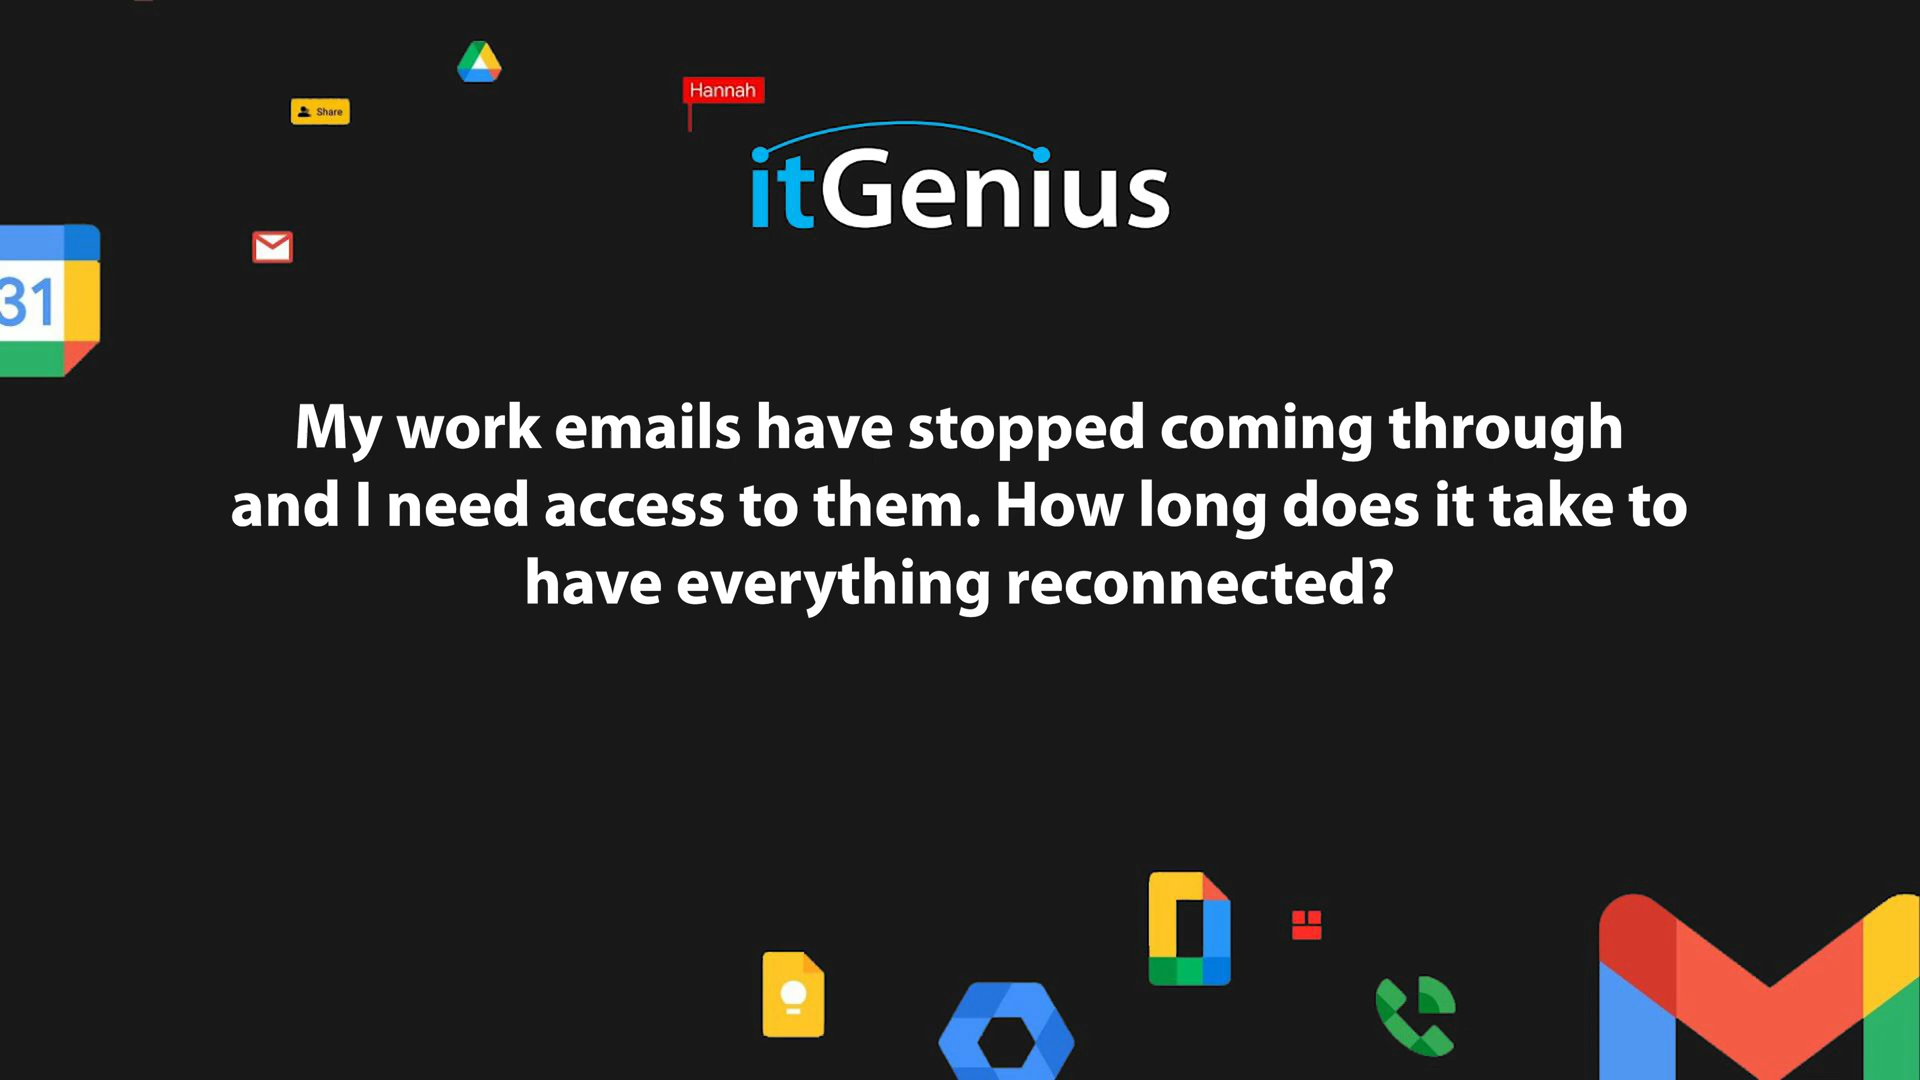 Hannah
Share
itGenius
31
My work emails have stopped coming through
and I need access to them. How long does it take to
have everything reconnected?